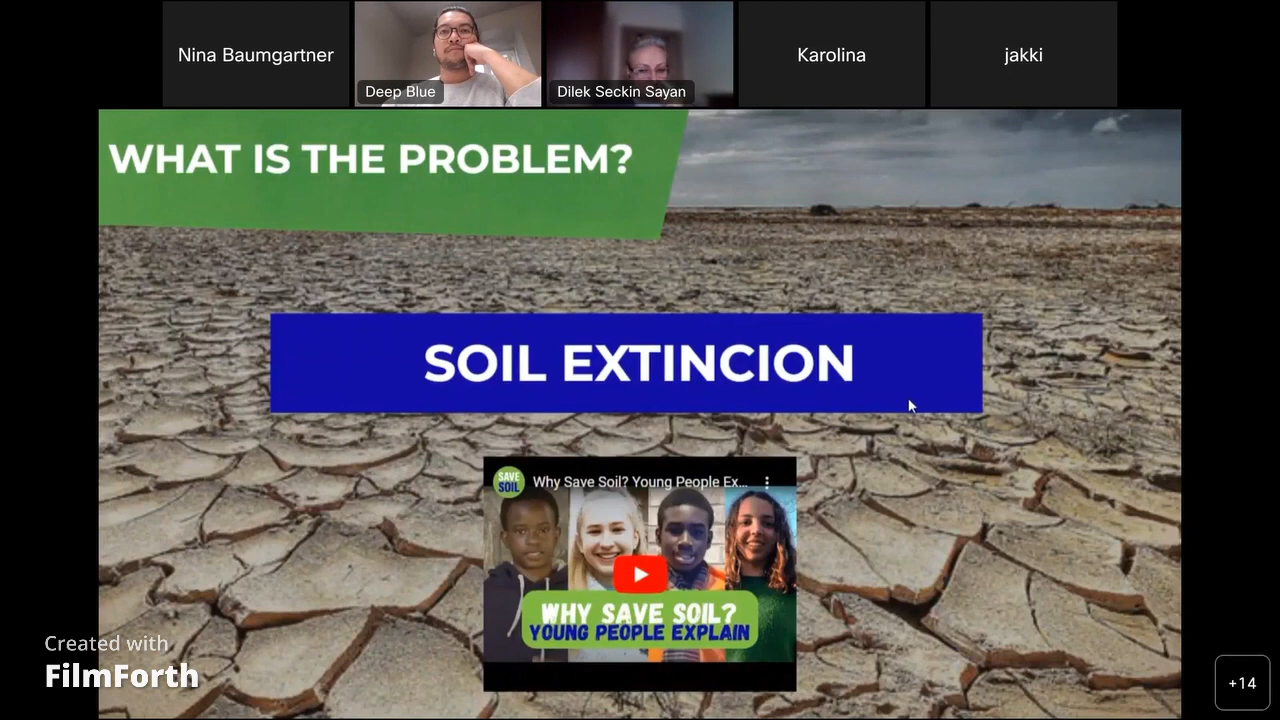 Nina Baumgartner
Deep Blue
Dilek Seckin Sayan
Karolina
jakki
WHAT IS THE PROBLEM?
SOIL EXTINCION
SAVE
SOIL
Why Save Soil? Young People Ex...
WHY SAVE SOIL?
YOUNG PEOPLE EXPLAIN
Created with
FilmForth
+14